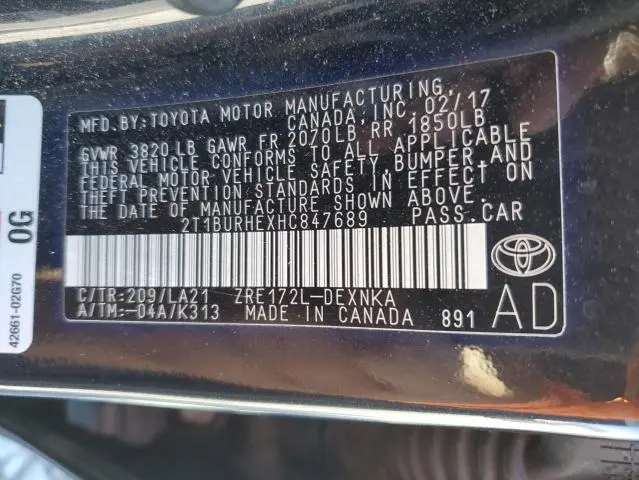 MFD. BY: TOYOTA MOTOR MANUFACTURING,
CANADA, INC. 02/17
GVWR 3820 LB GAWR FR 2070LB RR 1850LB
THIS VEHICLE CONFORMS TO ALL APPLICABLE
FEDERAL MOTOR VEHICLE SAFETY, BUMPER, AND
THEFT PREVENTION STANDARDS IN EFFECT ON
THE DATE OF MANUFACTURE SHOWN ABOVE.
2T1BURHEXHC847689 PASS. CAR
C/TR: 209/LA21 ZRE172L-DEXNKA
A/TM: -04A/K313 MADE IN CANADA 891
TOYOTA
AD
0G
42661-02G70